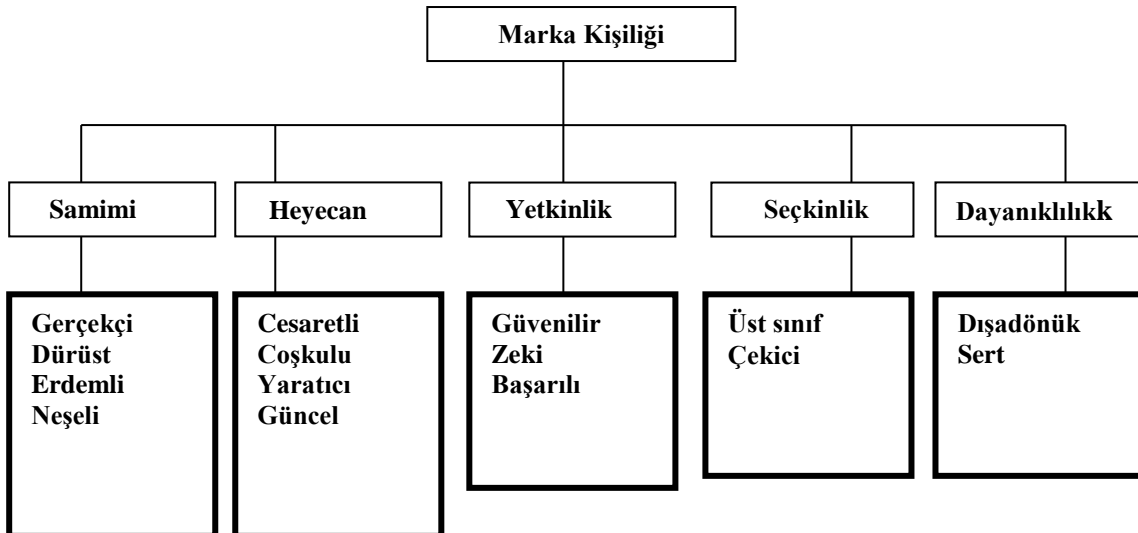 Marka Kişiliği
Samimi
Heyecan
Yetkinlik
Seçkinlik
Dayanıklılıkk
Gerçekçi
Dürüst
Erdemli
Neşeli
Cesaretli
Coşkulu
Yaratıcı
Güncel
Güvenilir
Zeki
Başarılı
Üst sınıf
Çekici
Dışadönük
Sert